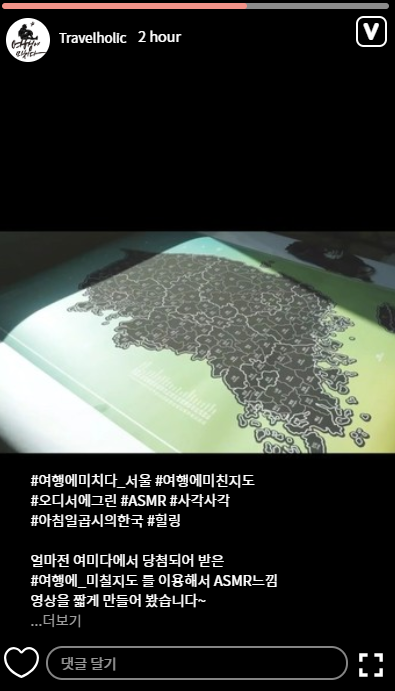 Travelholic 2 hour
V
#여행에미치다_서울 #여행에미친지도
#오디서에그린 #ASMR #사각사각
#아침일곱시의한국 #힐링
얼마전 여미다에서 당첨되어 받은
#여행에_미칠지도 를 이용해서 ASMR느낌
영상을 짧게 만들어 봤습니다~
...더보기
댓글 달기